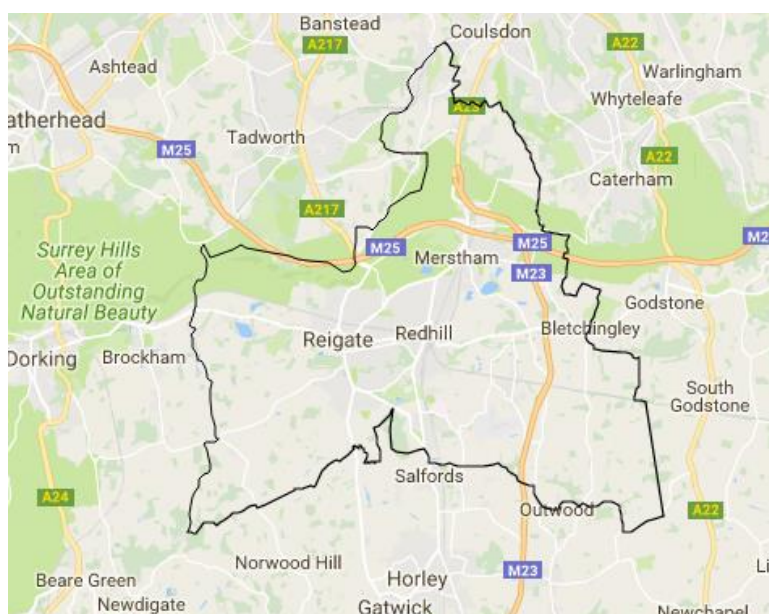 Banstead
Coulsdon
A217
A22
Ashtead
Warlingham
A23
Whyteleafe
atherhead
Tadworth
m
M25
A22
Caterham
A217
M25
M25
M2
Surrey Hills
Area of
Outstanding
Natural Beauty
Merstham
M23
Godstone
Bletchingley
Reigate
Redhill
Dorking
Brockham
South
Godstone
Salfords
A24
Outwood
A22
Norwood Hill
Horley
M23
Beare Green
Li
Newdigate
Gatwick
Newchapel